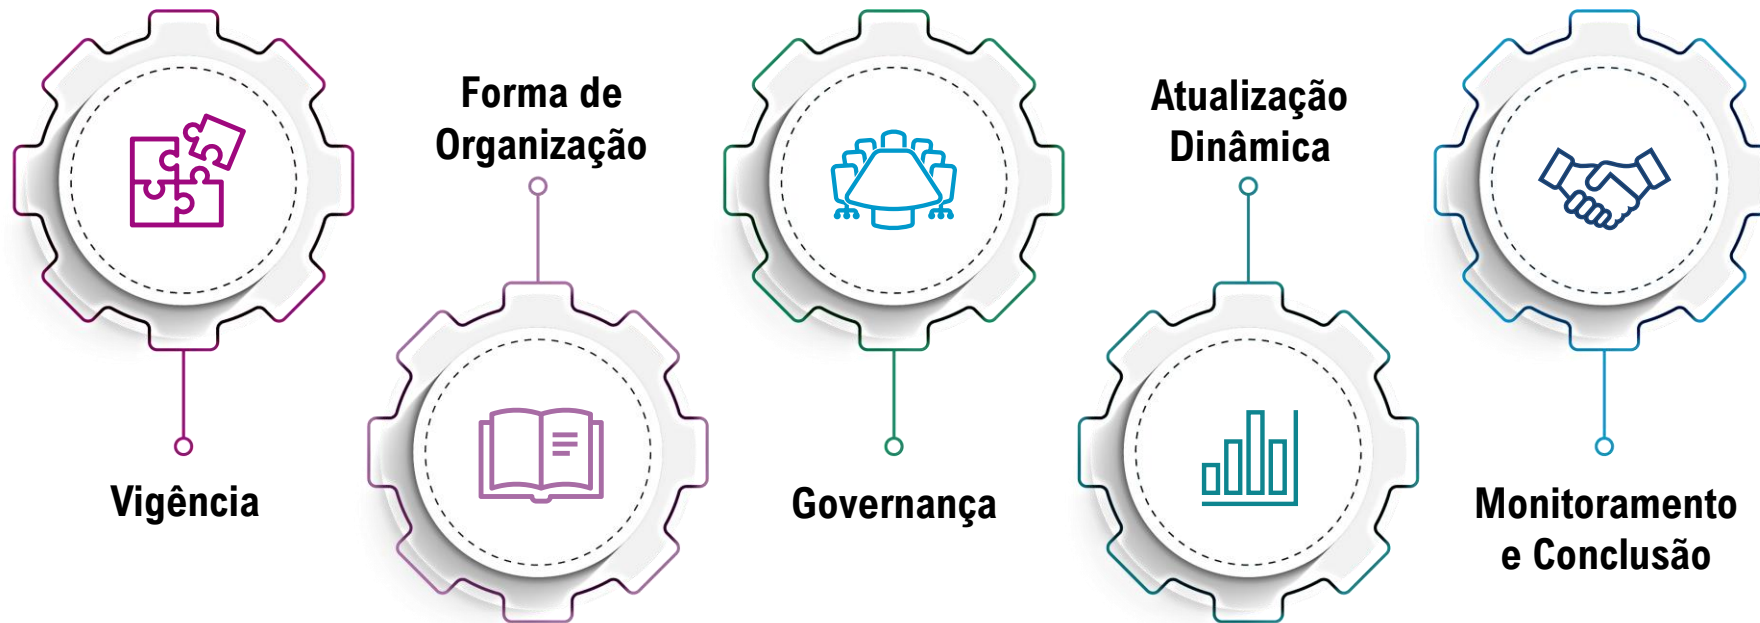 Vigência
Forma de
Organização
Governança
Atualização
Dinâmica
Monitoramento
e Conclusão